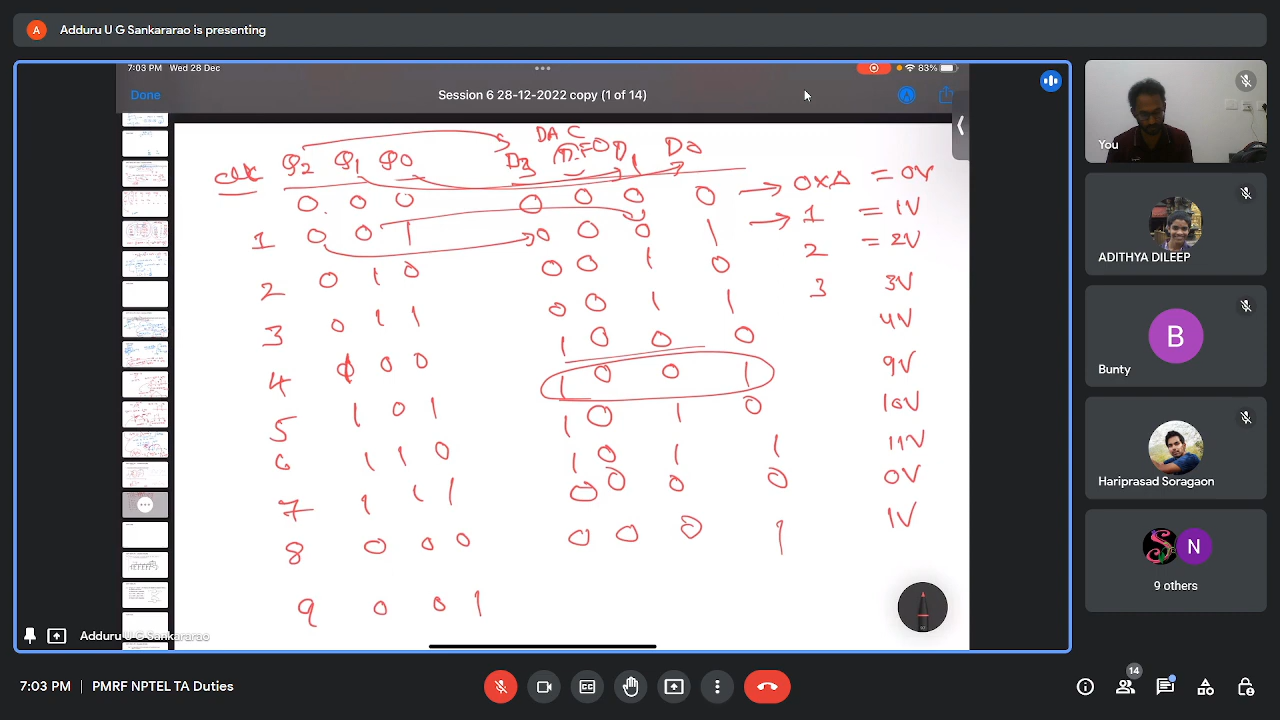 Adduru U G Sankararao is presenting
7:03 PM Wed 28 Dec
83%
Done
Session 6 28-12-2022 copy (1 of 14)
DAC
clk Q2 Q1 Q0 D3 D2=0 D1 D0
0 0 0 0 0 0 0 → 0xΔ = 0V
1 0 0 1 0 0 0 1 → 1 = 1V
2 0 1 0 0 0 1 0 2 = 2V
3 0 1 1 0 0 1 1 3 3V
4 1 0 0 1 0 0 0 4V
5 1 0 1 1 0 0 1 9V
6 1 1 0 1 0 1 0 10V
7 1 1 1 1 0 1 1 11V
8 0 0 0 0 0 0 0 0V
9 0 0 1 0 0 0 1 1V
Adduru U G Sankararao
You
ADITHYA DILEEP
B
Bunty
Hariprasad Soragaon
N
9 others
7:03 PM PMRF NPTEL TA Duties
14